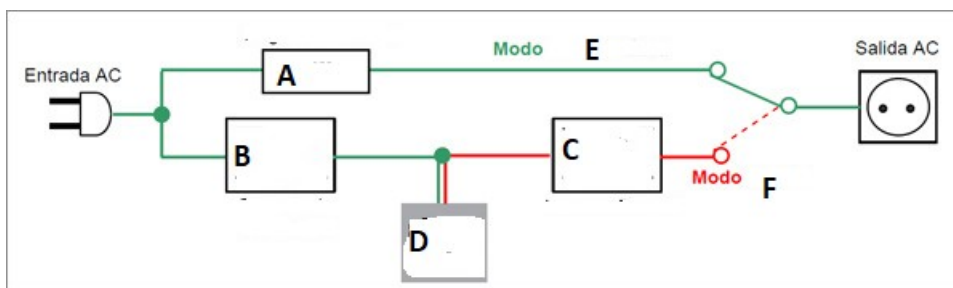 Modo E
Salida AC
Entrada AC
A
B
C
Modo F
D